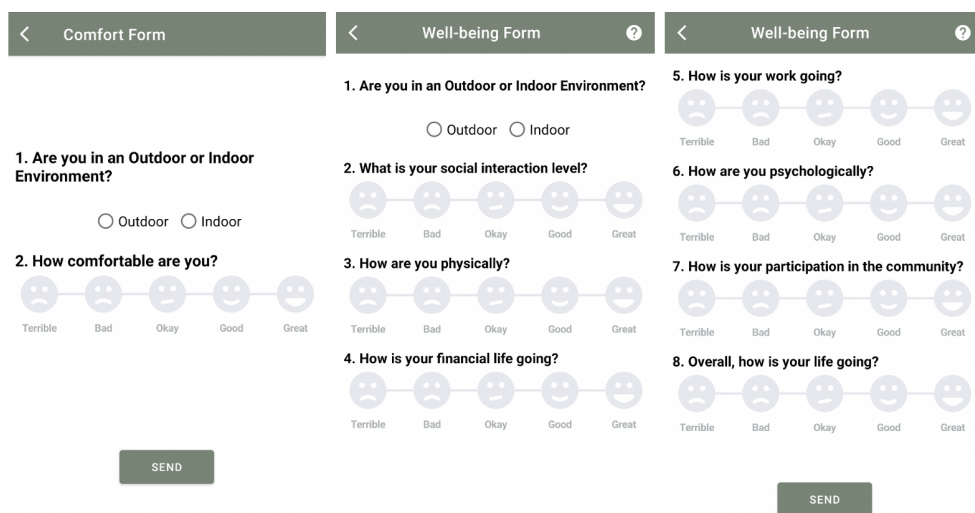 Comfort Form
1. Are you in an Outdoor or Indoor
Environment?
Outdoor Indoor
2. How comfortable are you?
Terrible Bad Okay Good Great
SEND
Well-being Form ?
1. Are you in an Outdoor or Indoor Environment?
Outdoor Indoor
2. What is your social interaction level?
Terrible Bad Okay Good Great
3. How are you physically?
Terrible Bad Okay Good Great
4. How is your financial life going?
Terrible Bad Okay Good Great
Well-being Form ?
5. How is your work going?
Terrible Bad Okay Good Great
6. How are you psychologically?
Terrible Bad Okay Good Great
7. How is your participation in the community?
Terrible Bad Okay Good Great
8. Overall, how is your life going?
Terrible Bad Okay Good Great
SEND